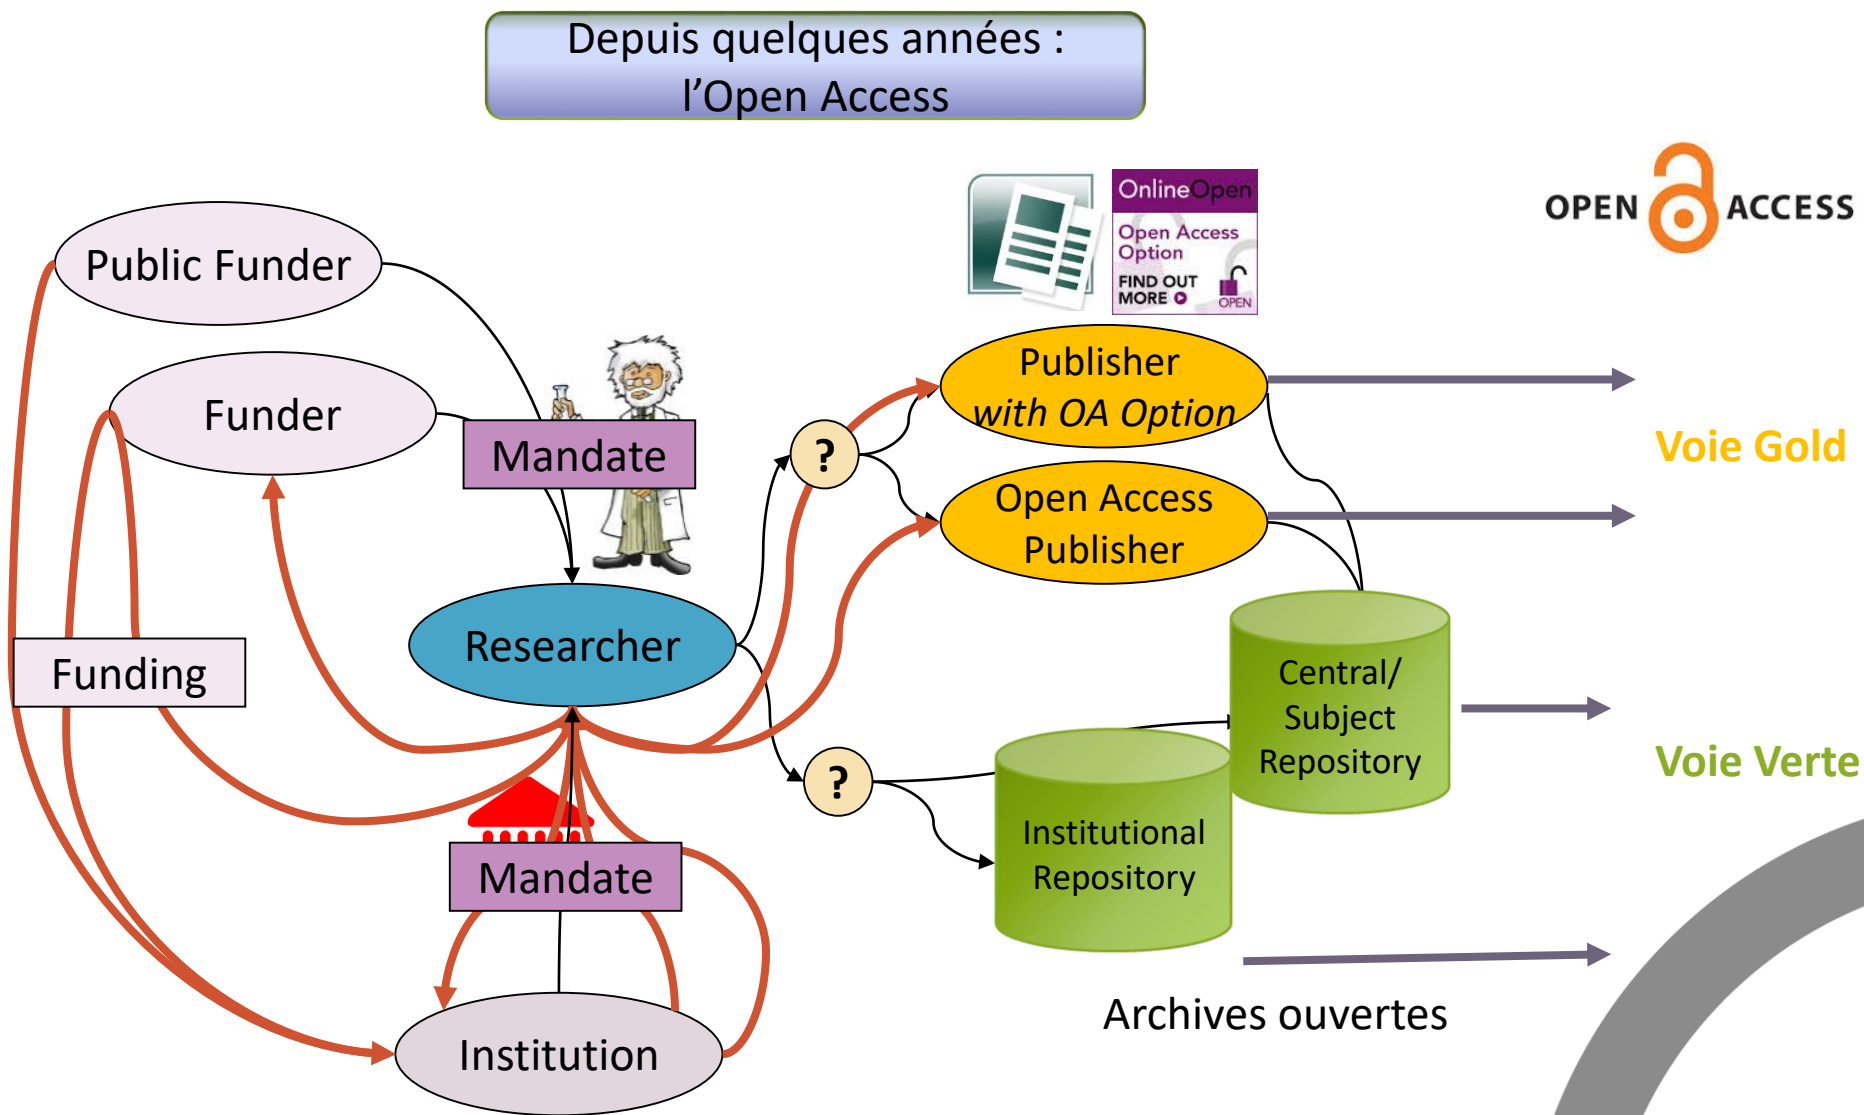 Depuis quelques années :
l'Open Access
OnlineOpen
Open Access
Option
FIND OUT
MORE
OPEN
OPEN ACCESS
Public Funder
Funder
Mandate
?
Publisher
with OA Option
Voie Gold
Open Access
Publisher
Researcher
Funding
Central/
Subject
Repository
Voie Verte
?
Institutional
Repository
Mandate
Archives ouvertes
Institution